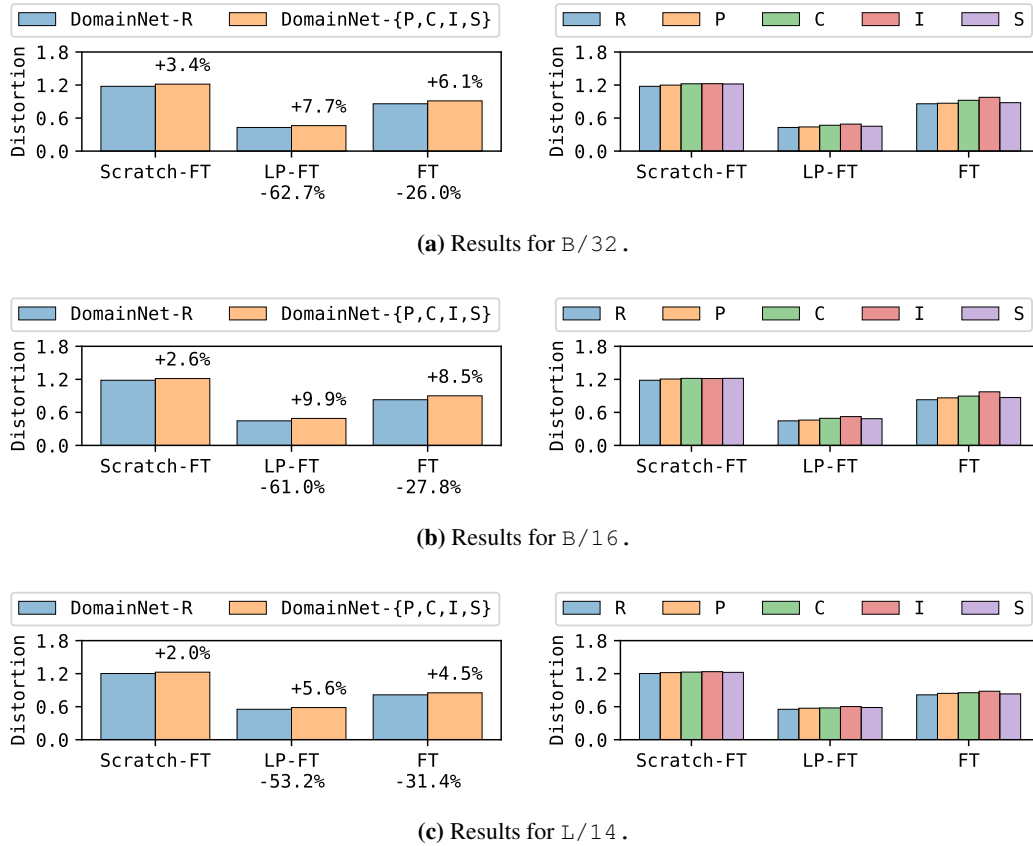 DomainNet-R DomainNet-{P,C,I,S}
R P C I S
Distortion
1.8
1.2
0.6
0.0
+3.4%
+7.7%
+6.1%
Scratch-FT LP-FT FT
-62.7% -26.0%
Distortion
1.8
1.2
0.6
0.0
Scratch-FT LP-FT FT
(a) Results for B/32.
DomainNet-R DomainNet-{P,C,I,S}
R P C I S
Distortion
1.8
1.2
0.6
0.0
+2.6%
+9.9%
+8.5%
Scratch-FT LP-FT FT
-61.0% -27.8%
Distortion
1.8
1.2
0.6
0.0
Scratch-FT LP-FT FT
(b) Results for B/16.
DomainNet-R DomainNet-{P,C,I,S}
R P C I S
Distortion
1.8
1.2
0.6
0.0
+2.0%
+5.6%
+4.5%
Scratch-FT LP-FT FT
-53.2% -31.4%
Distortion
1.8
1.2
0.6
0.0
Scratch-FT LP-FT FT
(c) Results for L/14.